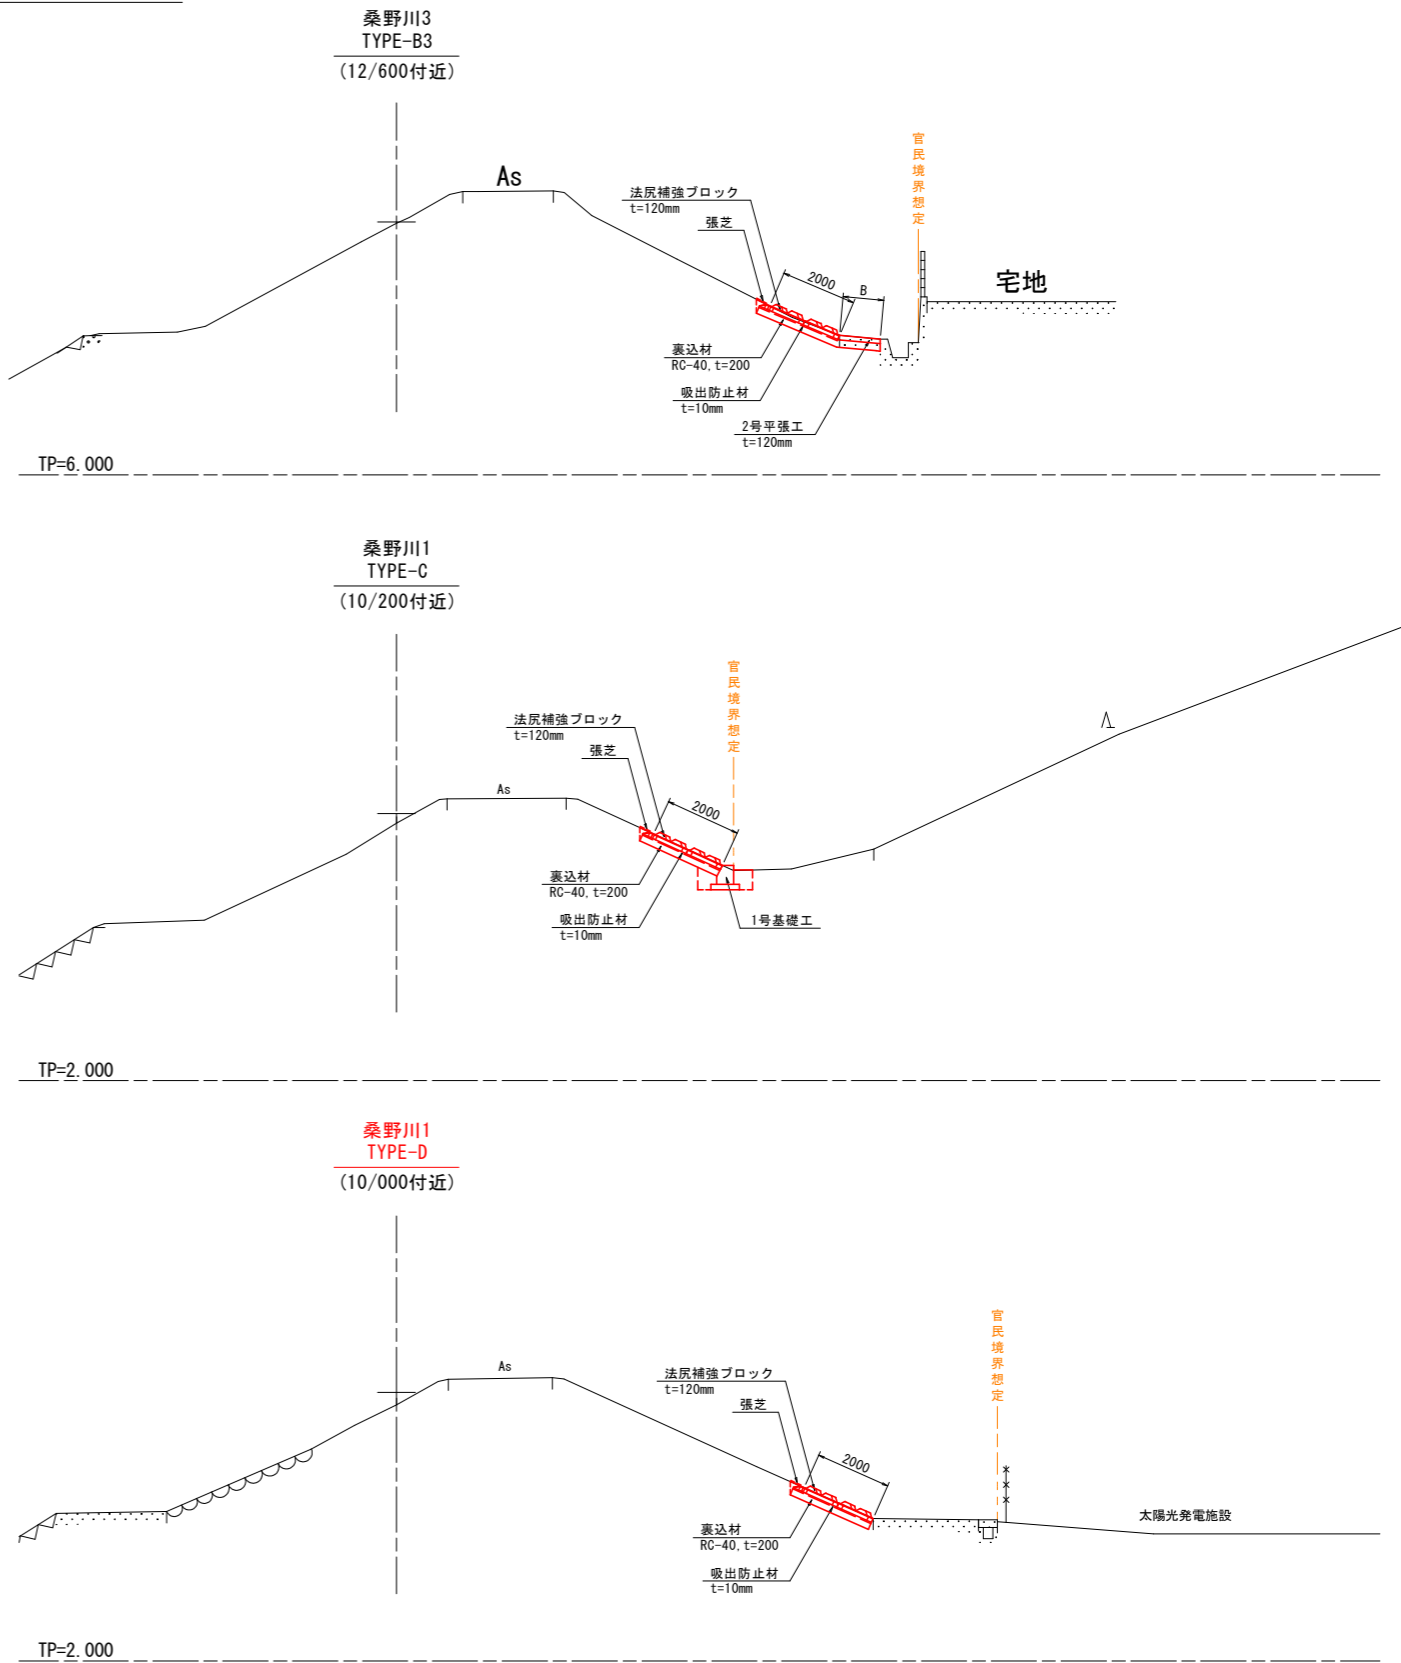 桑野川3
TYPE-B3
(12/600付近)
官民境界想定
As
法尻補強ブロック
t=120mm
張芝
2000
B
宅地
裏込材
RC-40,t=200
吸出防止材
t=10mm
2号平張工
t=120mm
TP=6.000
桑野川1
TYPE-C
(10/200付近)
官民境界想定
法尻補強ブロック
t=120mm
張芝
As
2000
裏込材
RC-40,t=200
吸出防止材
t=10mm
1号基礎工
TP=2.000
桑野川1
TYPE-D
(10/000付近)
官民境界想定
As
法尻補強ブロック
t=120mm
張芝
2000
太陽光発電施設
裏込材
RC-40,t=200
吸出防止材
t=10mm
TP=2.000